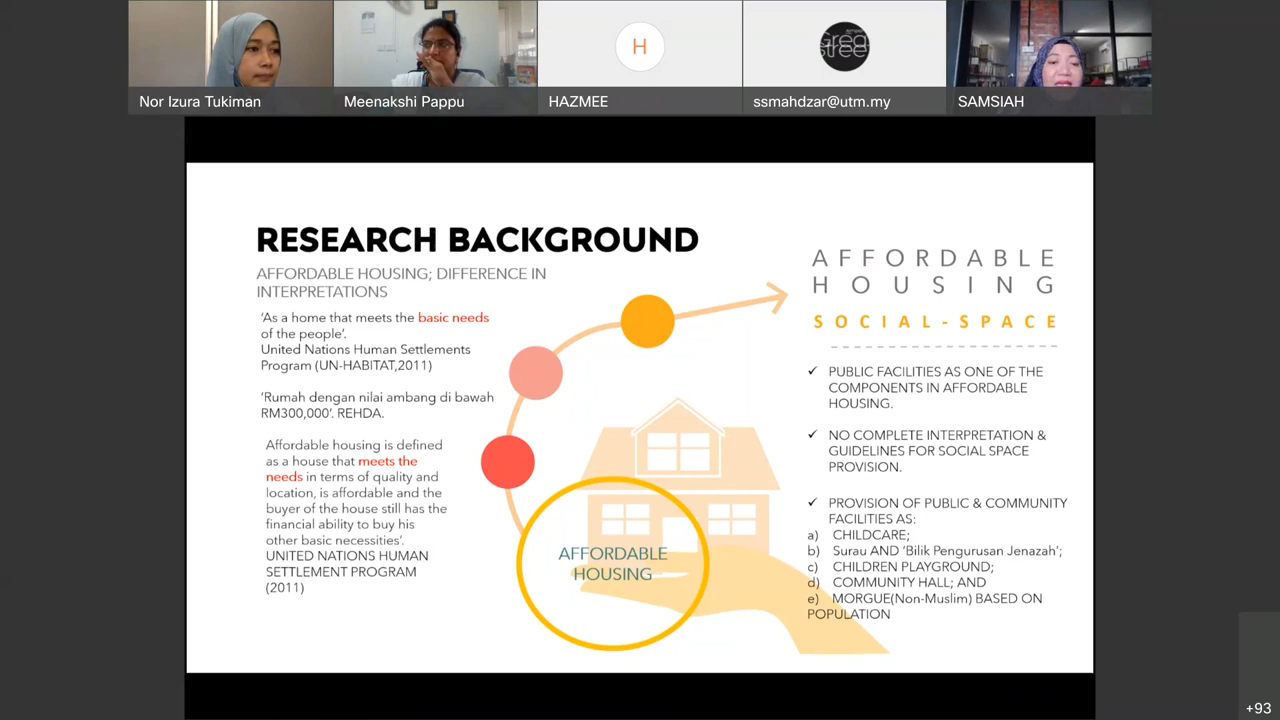 Nor Izura Tukiman
Meenakshi Pappu
H
HAZMEE
ssmahdzar@utm.my
SAMSIAH
RESEARCH BACKGROUND
AFFORDABLE HOUSING; DIFFERENCE IN
INTERPRETATIONS
'As a home that meets the basic needs
of the people'.
United Nations Human Settlements
Program (UN-HABITAT,2011)
'Rumah dengan nilai ambang di bawah
RM300,000'. REHDA.
Affordable housing is defined
as a house that meets the
needs in terms of quality and
location, is affordable and the
buyer of the house still has the
financial ability to buy his
other basic necessities'.
UNITED NATIONS HUMAN
SETTLEMENT PROGRAM
(2011)
AFFORDABLE
HOUSING
AFFORDABLE
HOUSING
SOCIAL-SPACE
✓ PUBLIC FACILITIES AS ONE OF THE
COMPONENTS IN AFFORDABLE
HOUSING.
✓ NO COMPLETE INTERPRETATION &
GUIDELINES FOR SOCIAL SPACE
PROVISION.
✓ PROVISION OF PUBLIC & COMMUNITY
FACILITIES AS:
a) CHILDCARE;
b) Surau AND 'Bilik Pengurusan Jenazah';
c) CHILDREN PLAYGROUND;
d) COMMUNITY HALL; AND
e) MORGUE(Non-Muslim) BASED ON
POPULATION
+93